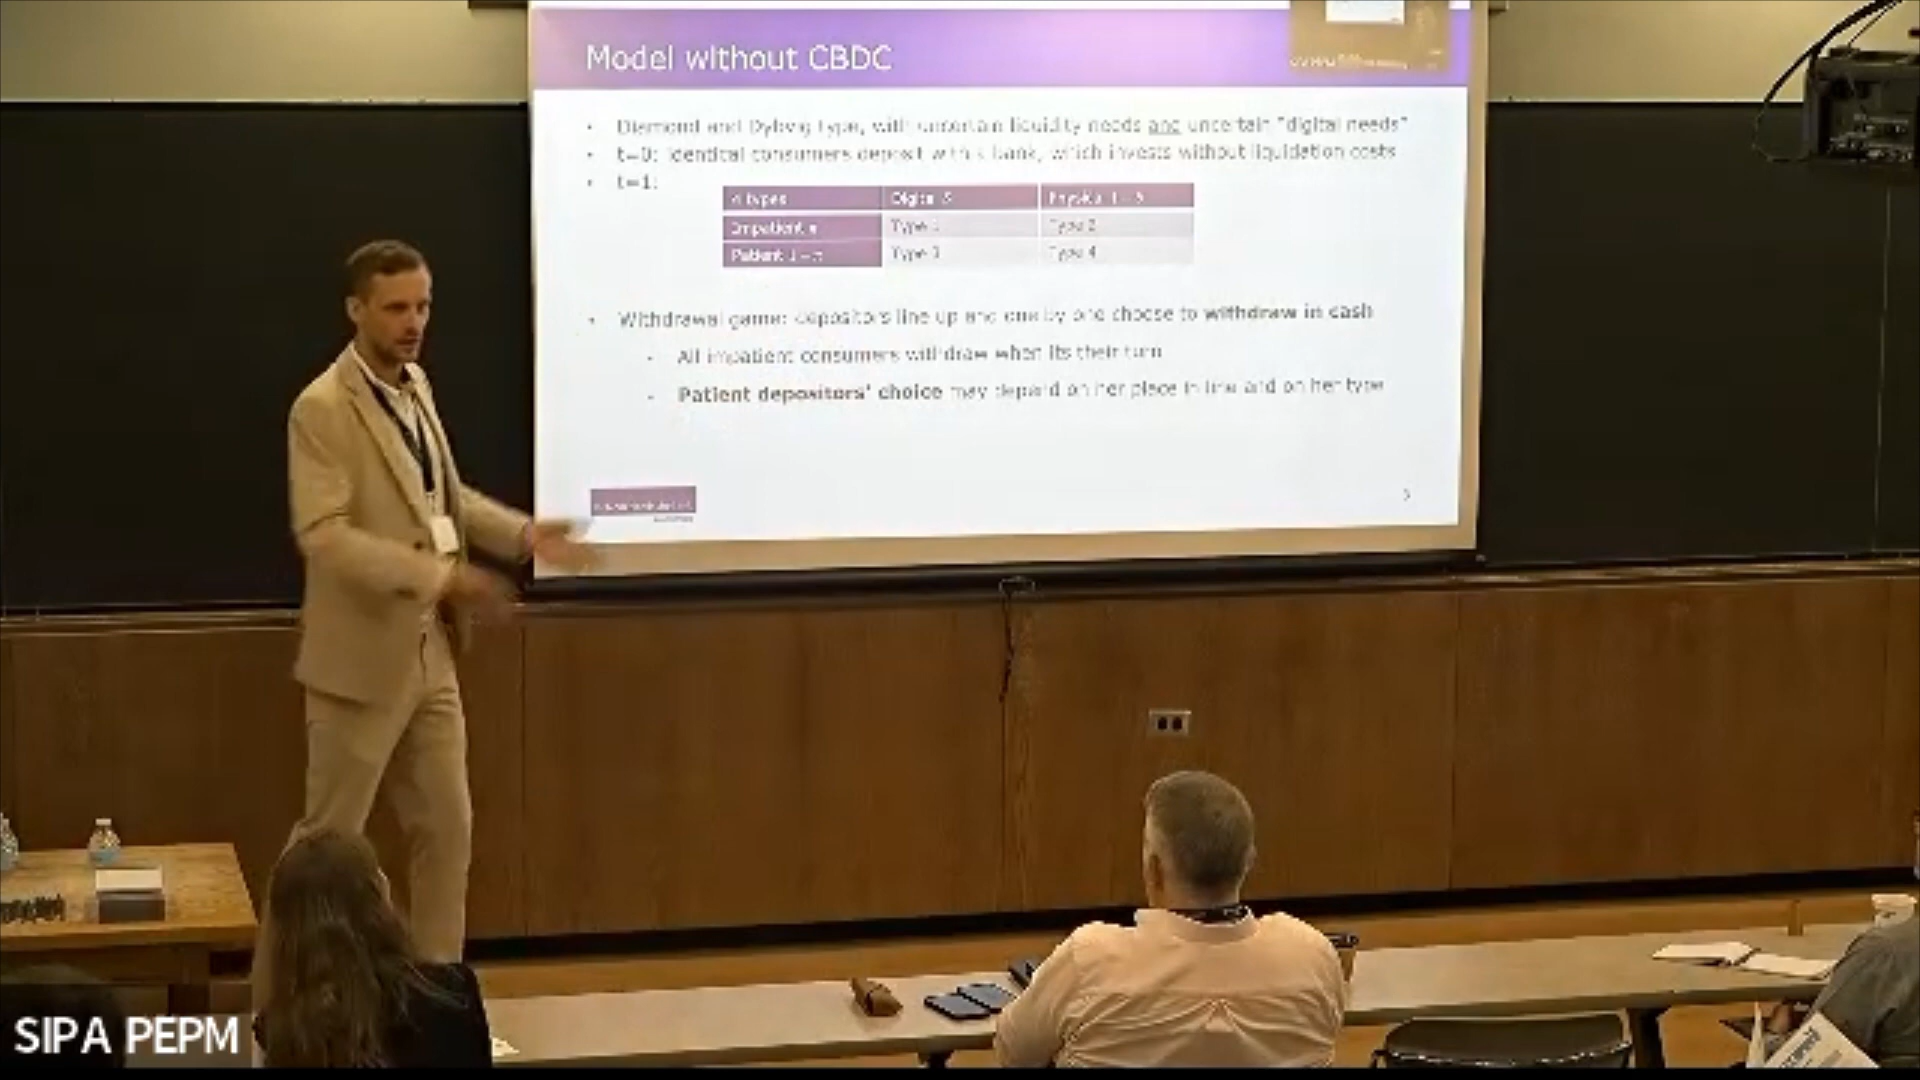 Model without CBDC
Diamond and Dybvig type, with uncertain liquidity needs and uncertain "digital needs"
t=0: identical consumers deposit with a bank, which invests without liquidation costs
t=1:
4 types Digital Physical
Impatient Type 1 Type 2
Patient Type 3 Type 4
Withdrawal game: depositors line up and one by one choose to withdraw in cash
All impatient consumers withdraw when its their turn
Patient depositors' choice may depend on her place in line and on her type
SIPA PEPM